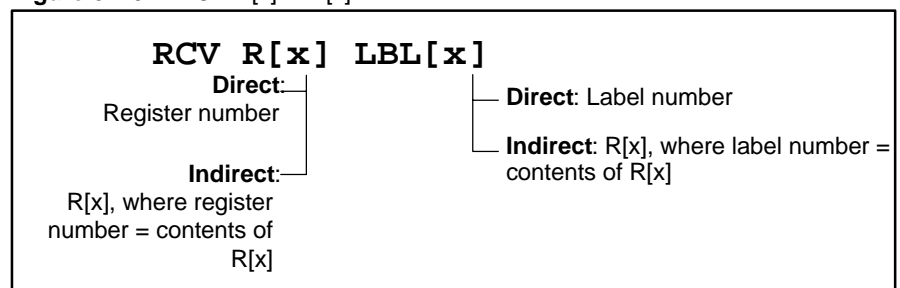 RCV R[x] LBL[x]
Direct:
Register number
Indirect:
R[x], where register
number = contents of
R[x]
Direct: Label number
Indirect: R[x], where label number =
contents of R[x]